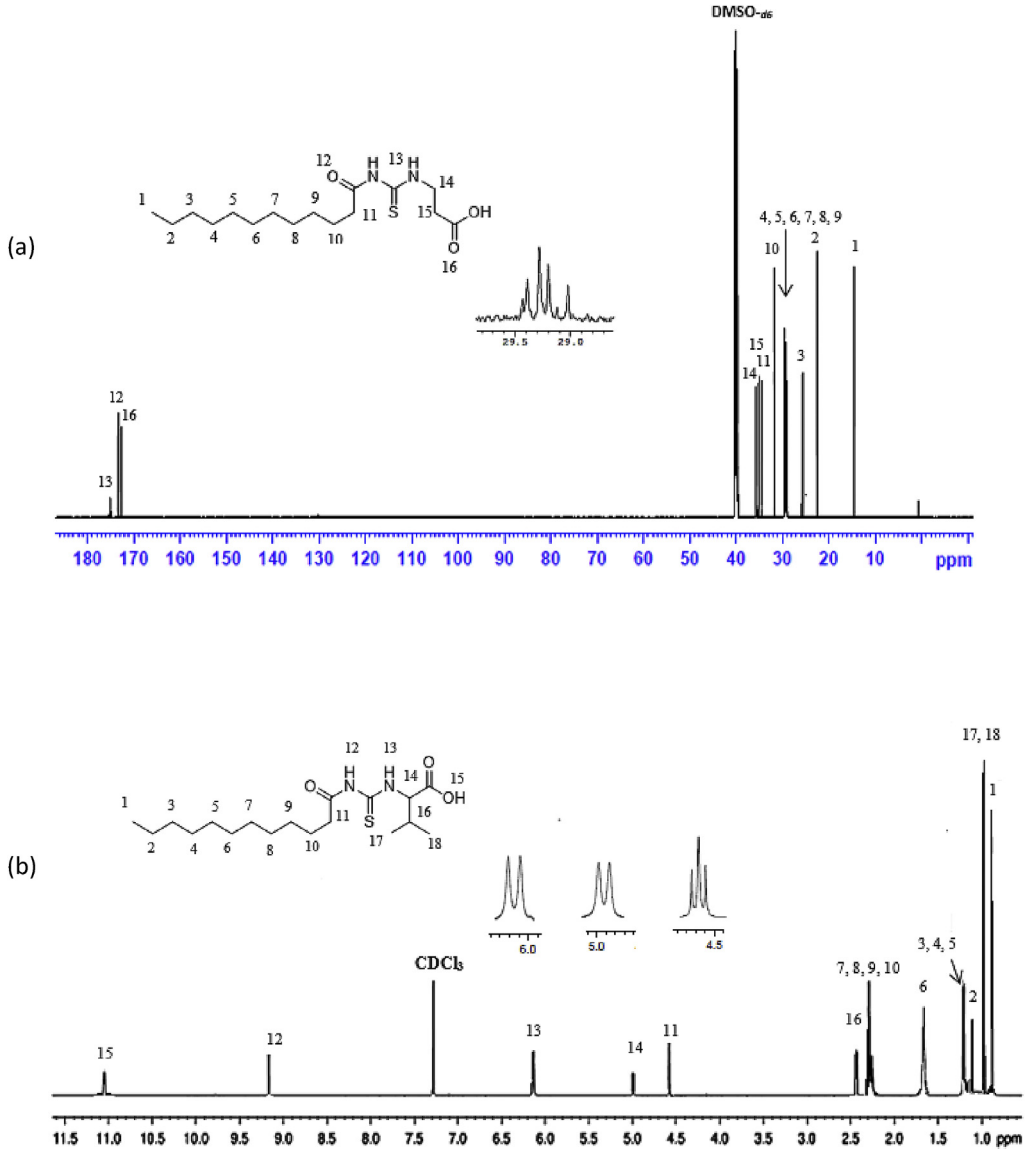 DMSO-d6
(a)
12 O H N 13 H N 14
1 3 5 7 9 S 15 OH
2 4 6 8 10 11 O
16
29.5 29.0
4, 5, 6, 7, 8, 9
10 2 1
15
14 11 3
12
16
13
180 170 160 150 140 130 120 110 100 90 80 70 60 50 40 30 20 10 ppm
(b)
12 13
O H N H N 14 O 15
1 3 5 7 9 11 S 16 OH
2 4 6 8 10 17 18
6.0 5.0 4.5
17, 18
1
CDCl3
3, 4, 5
7, 8, 9, 10
6 2
16
15 12 13 14 11
11.5 11.0 10.5 10.0 9.5 9.0 8.5 8.0 7.5 7.0 6.5 6.0 5.5 5.0 4.5 4.0 3.5 3.0 2.5 2.0 1.5 1.0 ppm